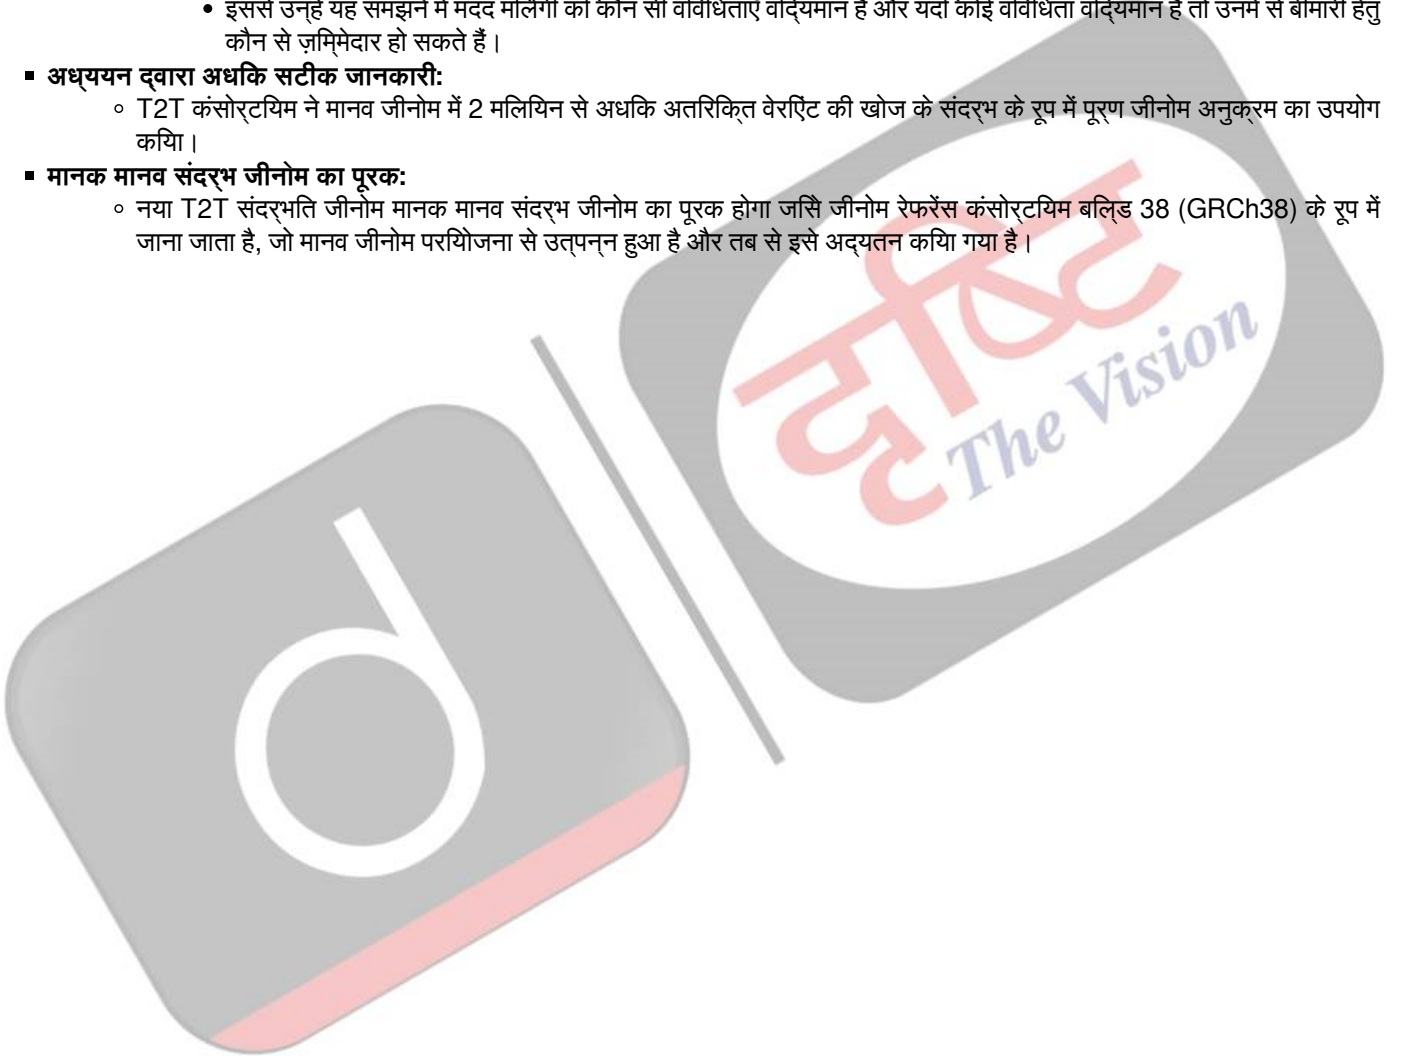 इससे उन्हें यह समझने में मदद मिलेगी की कौन सी विविधिताएँ विद्यमान हैं और यदि कोई विविधिता विद्यमान है तो उनमें से बीमारी हेतु
कौन से ज़िम्मेदार हो सकते हैं।
अध्ययन द्वारा अधिक सटीक जानकारी:
T2T कंसोर्टियम ने मानव जीनोम में 2 मिलियन से अधिक अतिरिक्त वेरिएंट की खोज के संदर्भ के रूप में पूर्ण जीनोम अनुक्रम का उपयोग
किया।
मानक मानव संदर्भ जीनोम का पूरक:
नया T2T संदर्भित जीनोम मानक मानव संदर्भ जीनोम का पूरक होगा जिसे जीनोम रेफरेंस कंसोर्टियम बिल्ड 38 (GRCh38) के रूप में
जाना जाता है, जो मानव जीनोम परियोजना से उत्पन्न हुआ है और तब से इसे अद्यतन किया गया है।
दृष्टि
The Vision
d